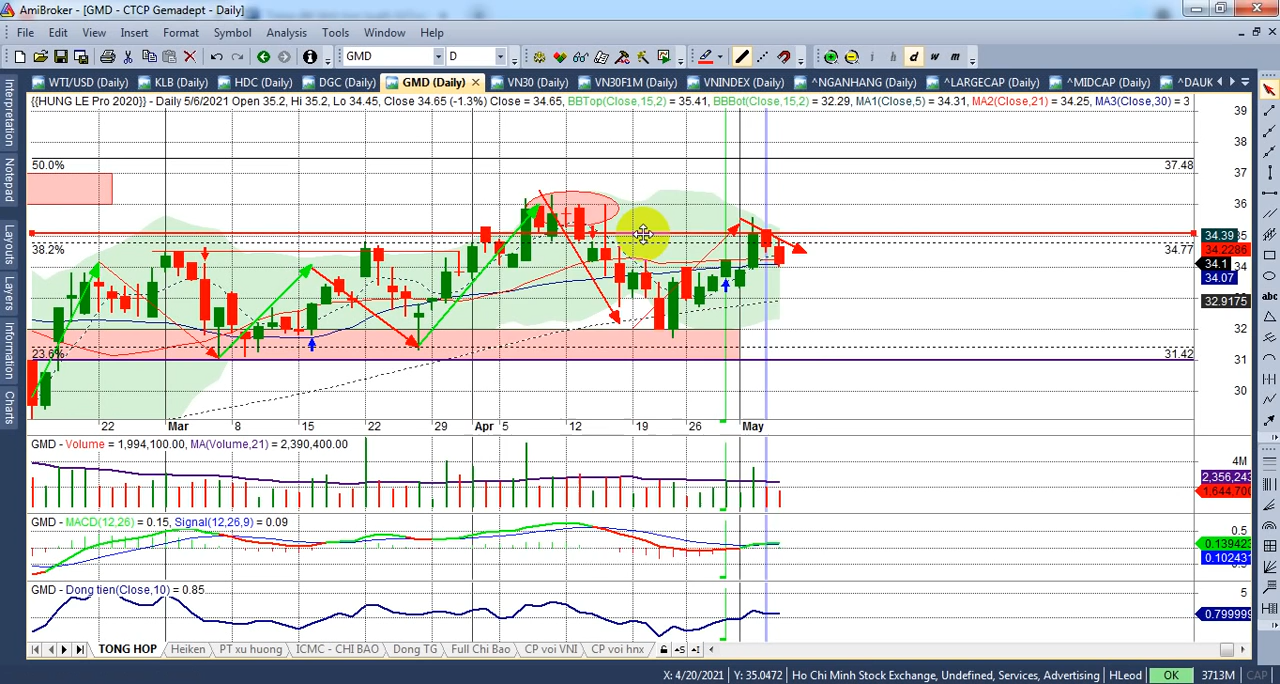 AmiBroker - [GMD - CTCP Gemadept - Daily]
File Edit View Insert Format Symbol Analysis Tools Window Help
GMD D i h d w m
WTI/USD (Daily) KLB (Daily) HDC (Daily) DGC (Daily) GMD (Daily) VN30 (Daily) VN30F1M (Daily) VNINDEX (Daily) ^NGANHANG (Daily) ^LARGECAP (Daily) ^MIDCAP (Daily) ^DAUK
{{HUNG LE Pro 2020}} - Daily 5/6/2021 Open 35.2, Hi 35.2, Lo 34.45, Close 34.65 (-1.3%) Close = 34.65, BBTop(Close,15,2) = 35.41, BBBot(Close,15,2) = 32.29, MA1(Close,5) = 34.31, MA2(Close,21) = 34.25, MA3(Close,30) = 3
Interpretation
Notepad
Layouts
Layers
Information
Charts
39
38
50.0% 37.48
37
36
35
34.39
38.2% 34.77
34.2286
34.1
34
34.07
33
32.9175
32
23.6% 31.42
31
30
22 Mar 8 15 22 29 Apr 5 12 19 26 May
GMD - Volume = 1,994,100.00, MA(Volume,21) = 2,390,400.00
4M
2,356,243
1,644,700
GMD - MACD(12,26) = 0.15, Signal(12,26,9) = 0.09
0.5
0.139423
0.102431
GMD - Dong tien(Close,10) = 0.85
5
0.799999
TONG HOP Heiken PT xu huong ICMC - CHI BAO Dong TG Full Chi Bao CP voi VNI CP voi hnx
abc
X: 4/20/2021 Y: 35.0472 Ho Chi Minh Stock Exchange, Undefined, Services, Advertising HLeod OK 3713M CAP